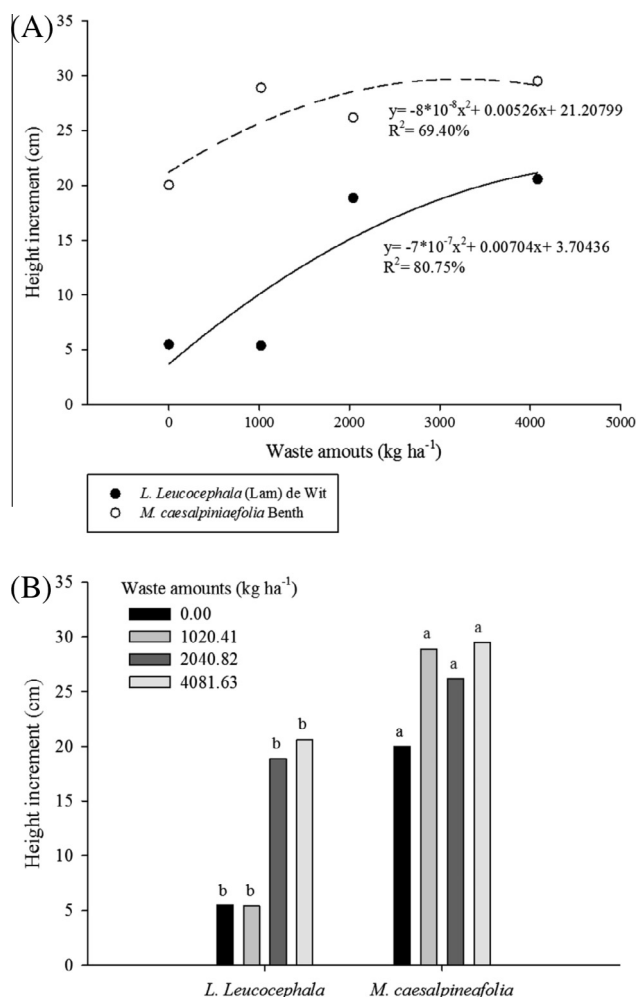 (A)
35
30
25
20
15
10
5
0
Height increment (cm)
y= -8*10⁻⁸x²+ 0.00526x+ 21.20799
R²= 69.40%
y= -7*10⁻⁷x²+ 0.00704x+ 3.70436
R²= 80.75%
0 1000 2000 3000 4000 5000
Waste amouts (kg ha⁻¹)
L. Leucocephala (Lam) de Wit
M. caesalpiniaefolia Benth
(B)
35
30
25
20
15
10
5
0
Height increment (cm)
Waste amounts (kg ha⁻¹)
0.00
1020.41
2040.82
4081.63
b b b b a a a a
L. Leucocephala M. caesalpineafolia